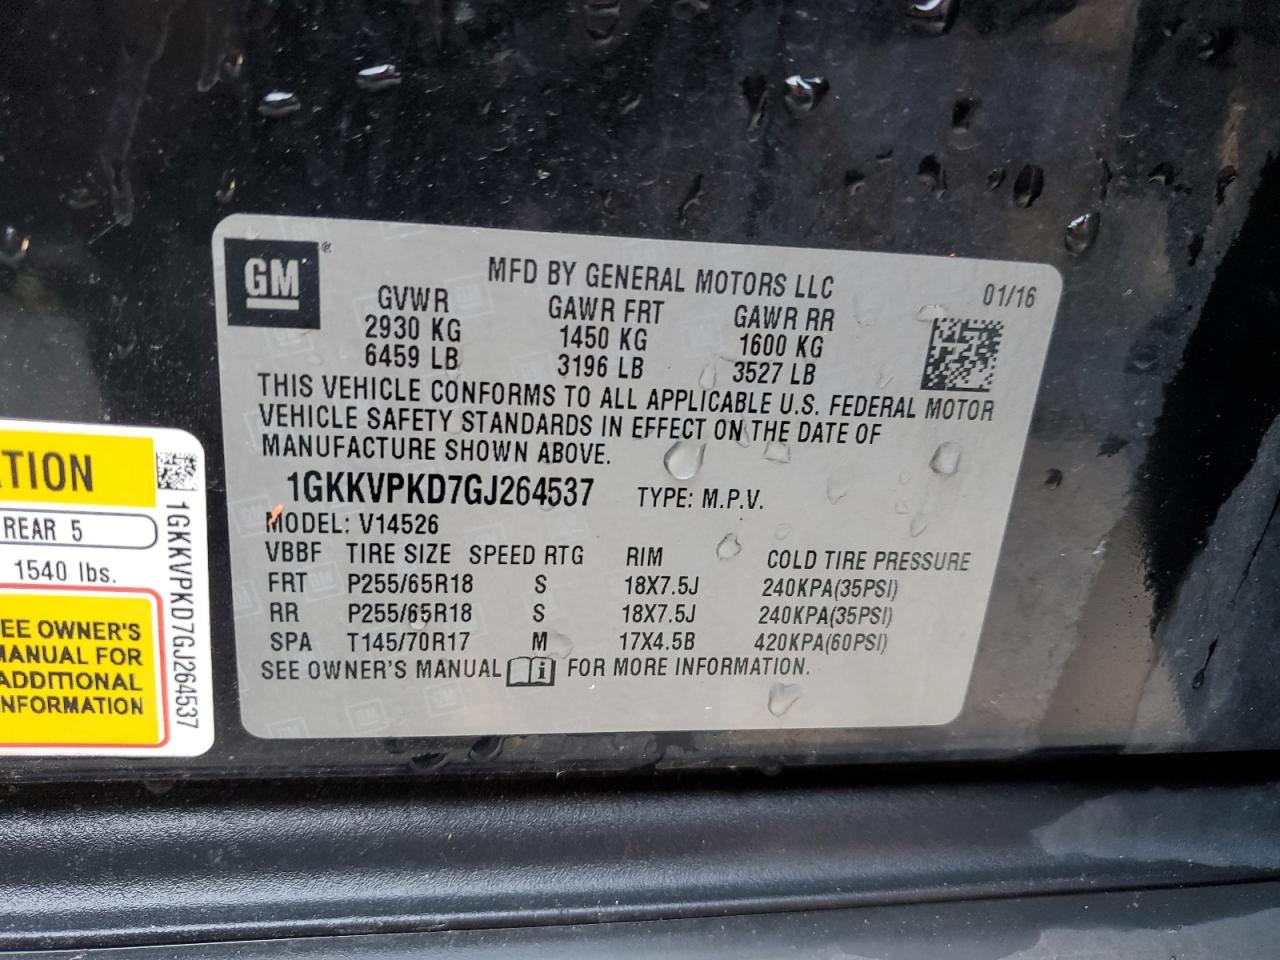 GM ®
MFD BY GENERAL MOTORS LLC 01/16
GVWR GAWR FRT GAWR RR
2930 KG 1450 KG 1600 KG
6459 LB 3196 LB 3527 LB
THIS VEHICLE CONFORMS TO ALL APPLICABLE U.S. FEDERAL MOTOR
VEHICLE SAFETY STANDARDS IN EFFECT ON THE DATE OF
MANUFACTURE SHOWN ABOVE.
1GKKVPKD7GJ264537 TYPE: M.P.V.
MODEL: V14526
VBBF TIRE SIZE SPEED RTG RIM COLD TIRE PRESSURE
FRT P255/65R18 S 18X7.5J 240KPA(35PSI)
RR P255/65R18 S 18X7.5J 240KPA(35PSI)
SPA T145/70R17 M 17X4.5B 420KPA(60PSI)
SEE OWNER'S MANUAL i FOR MORE INFORMATION.
TION
REAR 5
1540 lbs.
EE OWNER'S
MANUAL FOR
ADDITIONAL
NFORMATION
1GKKVPKD7GJ264537